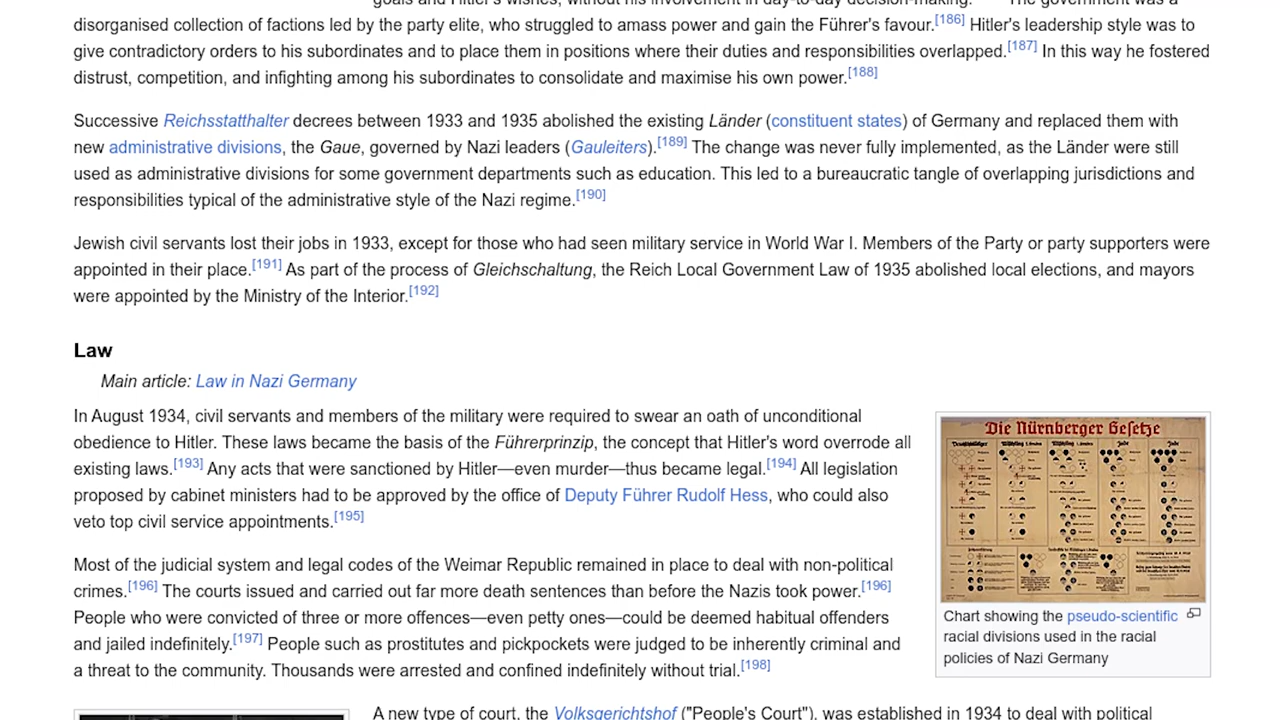 goals and Hitler's wishes, without his involvement in day-to-day decision-making. The government was a
disorganised collection of factions led by the party elite, who struggled to amass power and gain the Führer's favour.[186] Hitler's leadership style was to
give contradictory orders to his subordinates and to place them in positions where their duties and responsibilities overlapped.[187] In this way he fostered
distrust, competition, and infighting among his subordinates to consolidate and maximise his own power.[188]
Successive Reichsstatthalter decrees between 1933 and 1935 abolished the existing Länder (constituent states) of Germany and replaced them with
new administrative divisions, the Gaue, governed by Nazi leaders (Gauleiters).[189] The change was never fully implemented, as the Länder were still
used as administrative divisions for some government departments such as education. This led to a bureaucratic tangle of overlapping jurisdictions and
responsibilities typical of the administrative style of the Nazi regime.[190]
Jewish civil servants lost their jobs in 1933, except for those who had seen military service in World War I. Members of the Party or party supporters were
appointed in their place.[191] As part of the process of Gleichschaltung, the Reich Local Government Law of 1935 abolished local elections, and mayors
were appointed by the Ministry of the Interior.[192]
Law
Main article: Law in Nazi Germany
In August 1934, civil servants and members of the military were required to swear an oath of unconditional
obedience to Hitler. These laws became the basis of the Führerprinzip, the concept that Hitler's word overrode all
existing laws.[193] Any acts that were sanctioned by Hitler—even murder—thus became legal.[194] All legislation
proposed by cabinet ministers had to be approved by the office of Deputy Führer Rudolf Hess, who could also
veto top civil service appointments.[195]
Most of the judicial system and legal codes of the Weimar Republic remained in place to deal with non-political
crimes.[196] The courts issued and carried out far more death sentences than before the Nazis took power.[196]
People who were convicted of three or more offences—even petty ones—could be deemed habitual offenders
and jailed indefinitely.[197] People such as prostitutes and pickpockets were judged to be inherently criminal and
a threat to the community. Thousands were arrested and confined indefinitely without trial.[198]
Die Nürnberger Gesetze
Chart showing the pseudo-scientific
racial divisions used in the racial
policies of Nazi Germany
A new type of court, the Volksgerichtshof ("People's Court"), was established in 1934 to deal with political